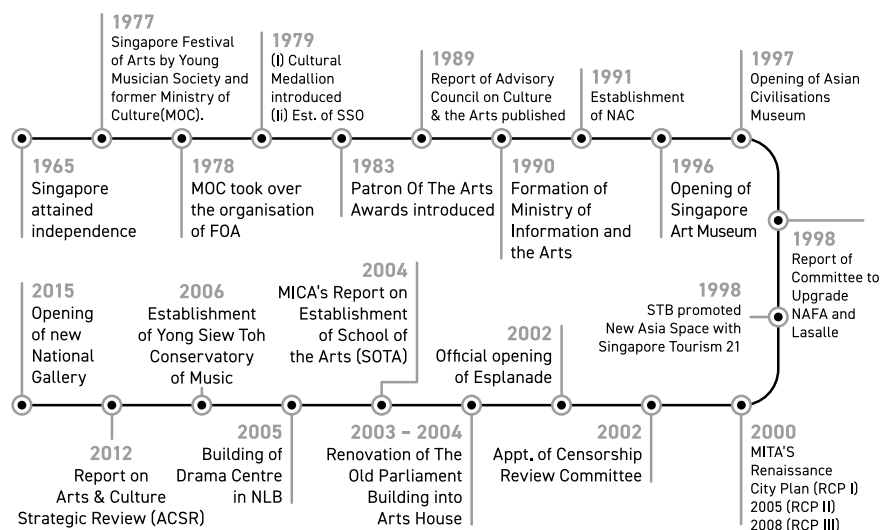 1965
Singapore
attained
independence
1977
Singapore Festival
of Arts by Young
Musician Society and
former Ministry of
Culture(MOC).
1978
MOC took over
the organisation
of FOA
1979
(I) Cultural
Medallion
introduced
(Ii) Est. of SSO
1983
Patron Of The Arts
Awards introduced
1989
Report of Advisory
Council on Culture
& the Arts published
1990
Formation of
Ministry of
Information and
the Arts
1991
Establishment
of NAC
1996
Opening of
Singapore
Art Museum
1997
Opening of Asian
Civilisations
Museum
1998
Report of
Committee to
Upgrade
NAFA and
Lasalle
1998
STB promoted
New Asia Space with
Singapore Tourism 21
2000
MITA'S
Renaissance
City Plan (RCP I)
2005 (RCP II)
2008 (RCP III)
2002
Appt. of Censorship
Review Committee
2002
Official opening
of Esplanade
2003 – 2004
Renovation of The
Old Parliament
Building into
Arts House
2004
MICA's Report on
Establishment
of School of
the Arts (SOTA)
2005
Building of
Drama Centre
in NLB
2006
Establishment
of Yong Siew Toh
Conservatory
of Music
2012
Report on
Arts & Culture
Strategic Review (ACSR)
2015
Opening
of new
National
Gallery